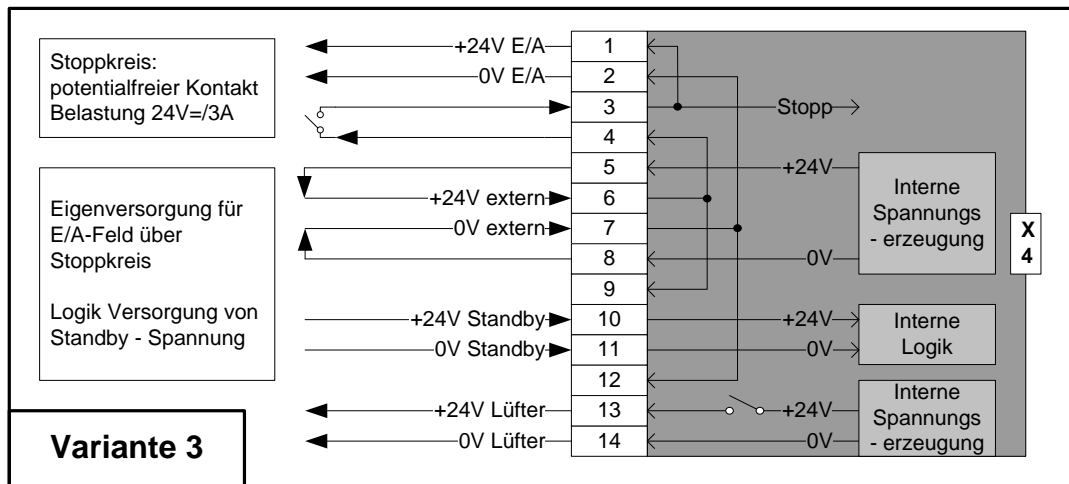 Stoppkreis:
potentialfreier Kontakt
Belastung 24V=/3A
Eigenversorgung für
E/A-Feld über
Stoppkreis
Logik Versorgung von
Standby - Spannung
Variante 3
+24V E/A
0V E/A
+24V extern
0V extern
+24V Standby
0V Standby
+24V Lüfter
0V Lüfter
1
2
3
4
5
6
7
8
9
10
11
12
13
14
Stopp
+24V
0V
Interne
Spannungs
- erzeugung
+24V
0V
Interne
Logik
+24V
0V
Interne
Spannungs
- erzeugung
X
4